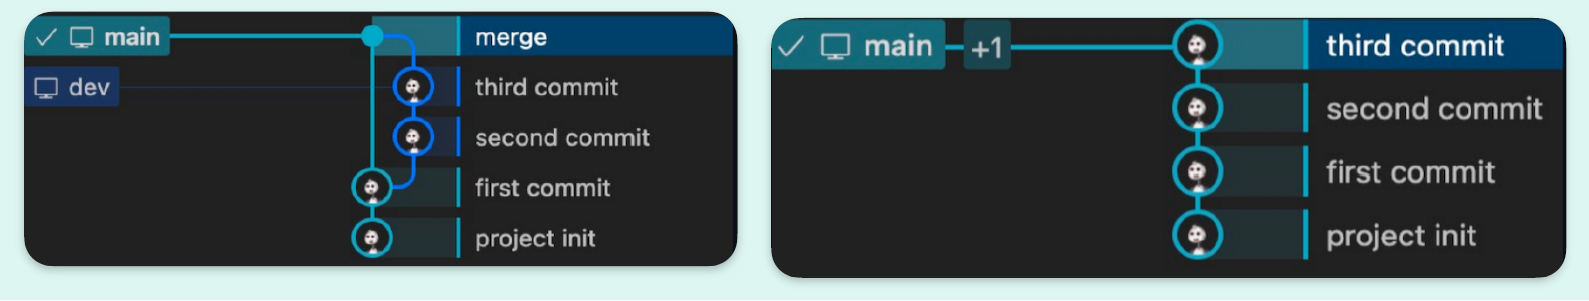 main
merge
dev
third commit
second commit
first commit
project init
main +1
third commit
second commit
first commit
project init